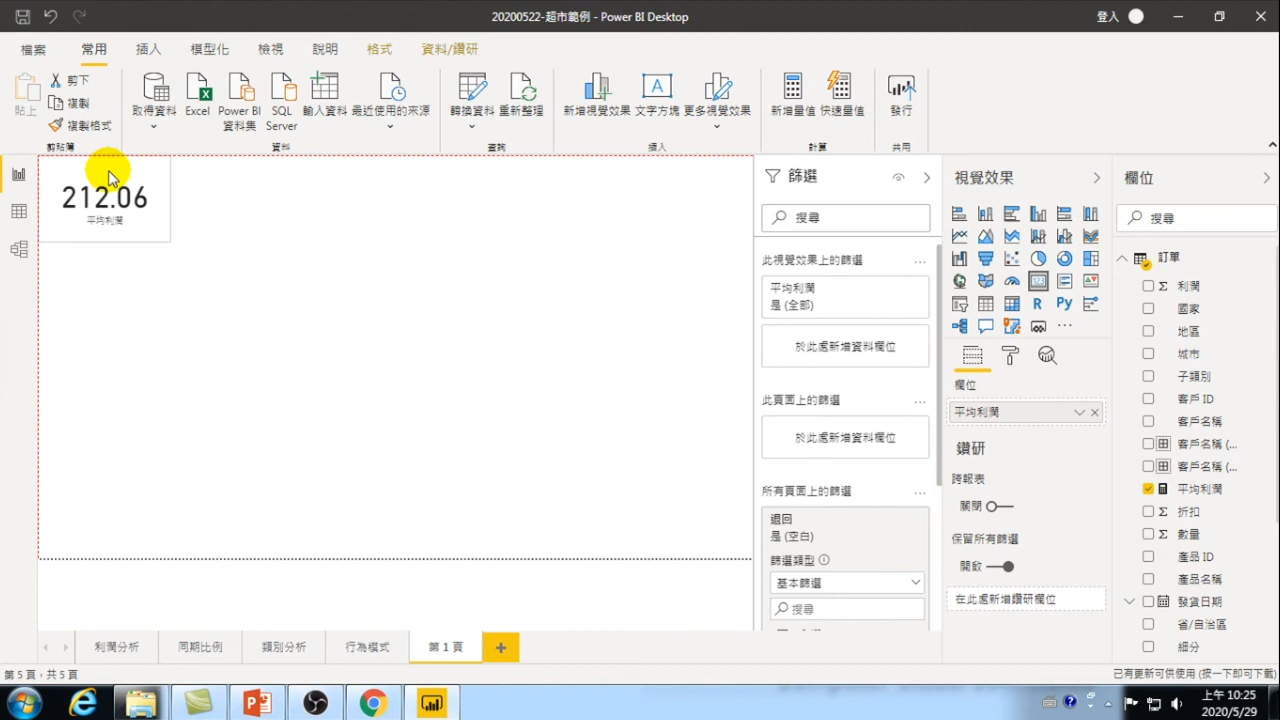 20200522-超市範例 - Power BI Desktop
登入
檔案
常用
插入
模型化
檢視
說明
格式
資料/鑽研
貼上
剪下
複製
複製格式
取得資料
Excel
Power BI
資料集
SQL
Server
輸入資料
最近使用的來源
轉換資料
重新整理
新增視覺效果
文字方塊
更多視覺效果
新增量值
快速量值
發行
剪貼簿
資料
查詢
插入
計算
共用
212.06
平均利潤
篩選
搜尋
此視覺效果上的篩選
平均利潤
是 (全部)
於此處新增資料欄位
此頁面上的篩選
於此處新增資料欄位
所有頁面上的篩選
退回
是 (空白)
篩選類型
基本篩選
搜尋
視覺效果
123
R
Py
欄位
平均利潤
鑽研
跨報表
關閉
保留所有篩選
開啟
在此處新增鑽研欄位
欄位
搜尋
訂單
利潤
國家
地區
城市
子類別
客戶 ID
客戶名稱
客戶名稱 (...
客戶名稱 (...
平均利潤
折扣
數量
產品 ID
產品名稱
發貨日期
省/自治區
細分
利潤分析
同期比例
類別分析
行為模式
第 1 頁
第 5 頁，共 5 頁
已有更新可供使用 (按一下即可下載)
上午 10:25
2020/5/29